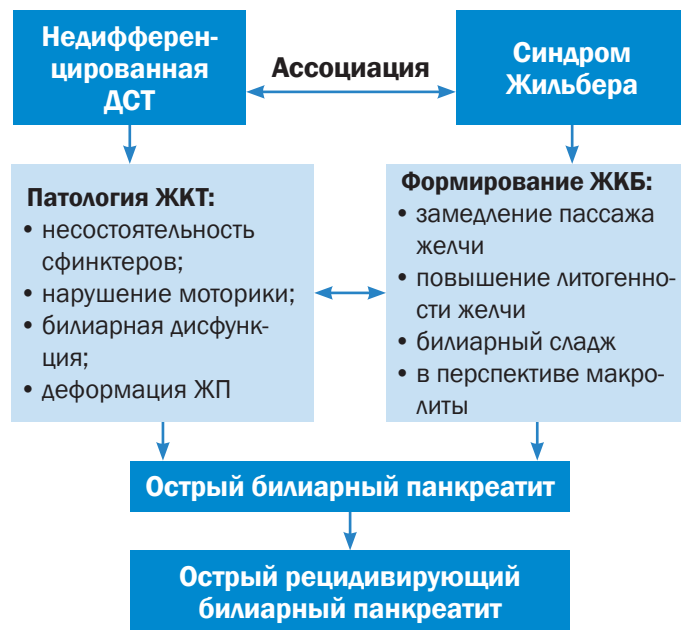 Недифферен-
цированная
ДСТ
Ассоциация
Синдром
Жильбера
Патология ЖКТ:
• несостоятельность
сфинктеров;
• нарушение моторики;
• билиарная дисфунк-
ция;
• деформация ЖП
Формирование ЖКБ:
• замедление пассажа
желчи
• повышение литогенно-
сти желчи
• билиарный сладж
• в перспективе макро-
литы
Острый билиарный панкреатит
Острый рецидивирующий
билиарный панкреатит